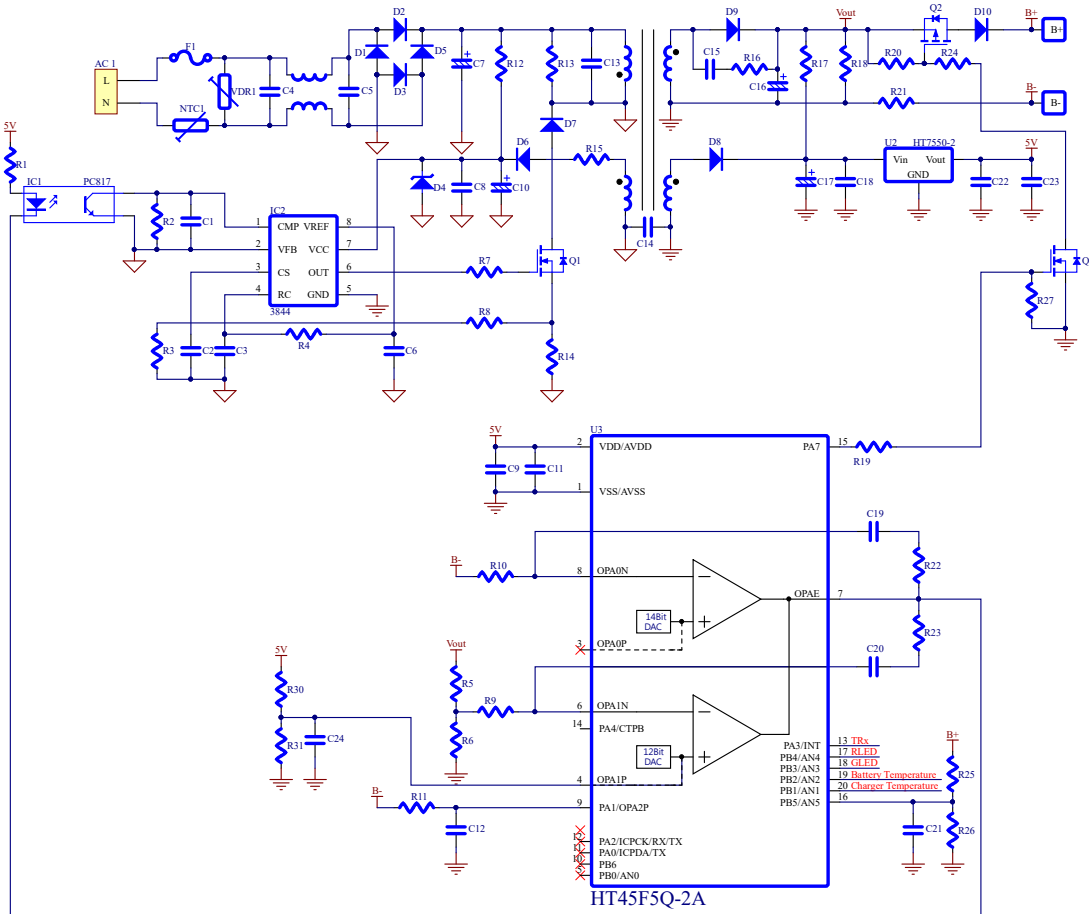 Q2
D2
D9
Vout
D10
B+
B+
F1
D1
D5
AC 1
L
N
VDR1
C4
C5
D3
C7
R12
R13
C13
C15
R16
C16
R17
R18
R20
R24
R21
B-
B-
NTC1
5V
R1
D7
D6
R15
D8
U2
HT7550-2
Vin
Vout
GND
5V
IC1
PC817
D4
C8
C10
C17
C18
C22
C23
R2
C1
IC2
1
CMP
VREF
8
2
VFB
VCC
7
3
CS
OUT
6
4
RC
GND
5
3844
C14
R7
Q1
Q
R27
R8
R3
C2
C3
R4
C6
R14
U3
5V
2
VDD/AVDD
PA7
15
R19
C9
C11
1
VSS/AVSS
C19
B-
R10
8
OPA0N
R22
OPAE
7
14Bit
DAC
3
OPA0P
R23
Vout
C20
5V
R5
R30
R9
6
OPA1N
14
PA4/CTPB
R31
C24
R6
12Bit
DAC
PA3/INT
13
TRx
PB4/AN4
17
RLED
PB3/AN3
18
GLED
PB2/AN2
19
Battery Temperature
PB1/AN1
20
Charger Temperature
PB5/AN5
16
B+
R25
4
OPA1P
B-
R11
9
PA1/OPA2P
C12
C21
R26
12
PA2/ICPCK/RX/TX
11
PA0/ICPDA/TX
10
PB6
5
PB0/AN0
HT45F5Q-2A